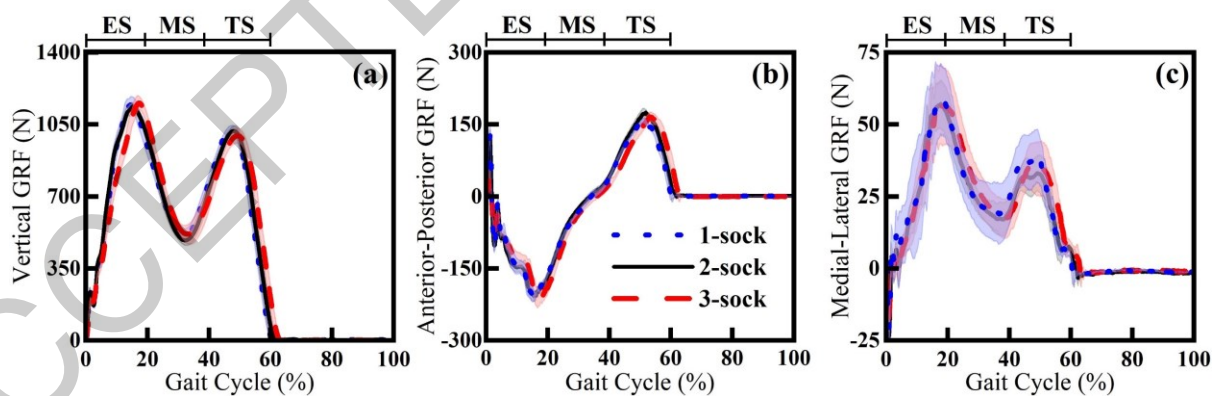 ES MS TS
1400
1050
700
350
0
Vertical GRF (N)
(a)
0 20 40 60 80 100
Gait Cycle (%)
ES MS TS
300
150
0
-150
-300
Anterior-Posterior GRF (N)
(b)
1-sock
2-sock
3-sock
0 20 40 60 80 100
Gait Cycle (%)
ES MS TS
75
50
25
0
-25
Medial-Lateral GRF (N)
(c)
0 20 40 60 80 100
Gait Cycle (%)
CCEPTE